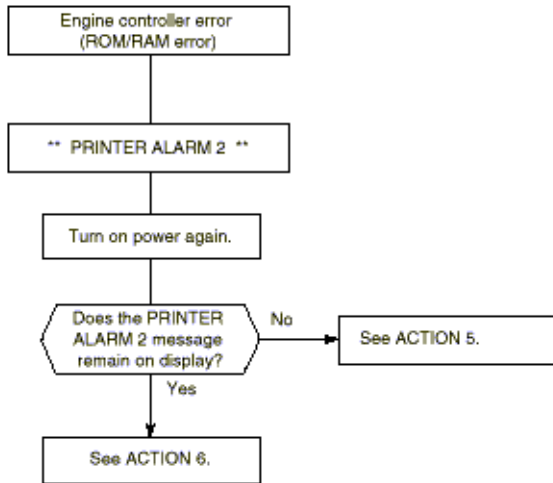 Engine controller error
(ROM/RAM error)
** PRINTER ALARM 2 **
Turn on power again.
Does the PRINTER
ALARM 2 message
remain on display?
No
See ACTION 5.
Yes
See ACTION 6.